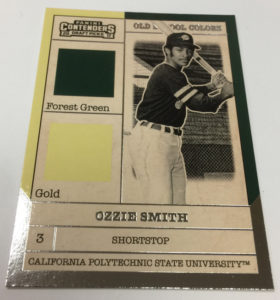 PANINI
CONTENDERS
DRAFT PICKS
OLD SCHOOL COLORS
Forest Green
Gold
OZZIE SMITH
3 SHORTSTOP
CALIFORNIA POLYTECHNIC STATE UNIVERSITY™